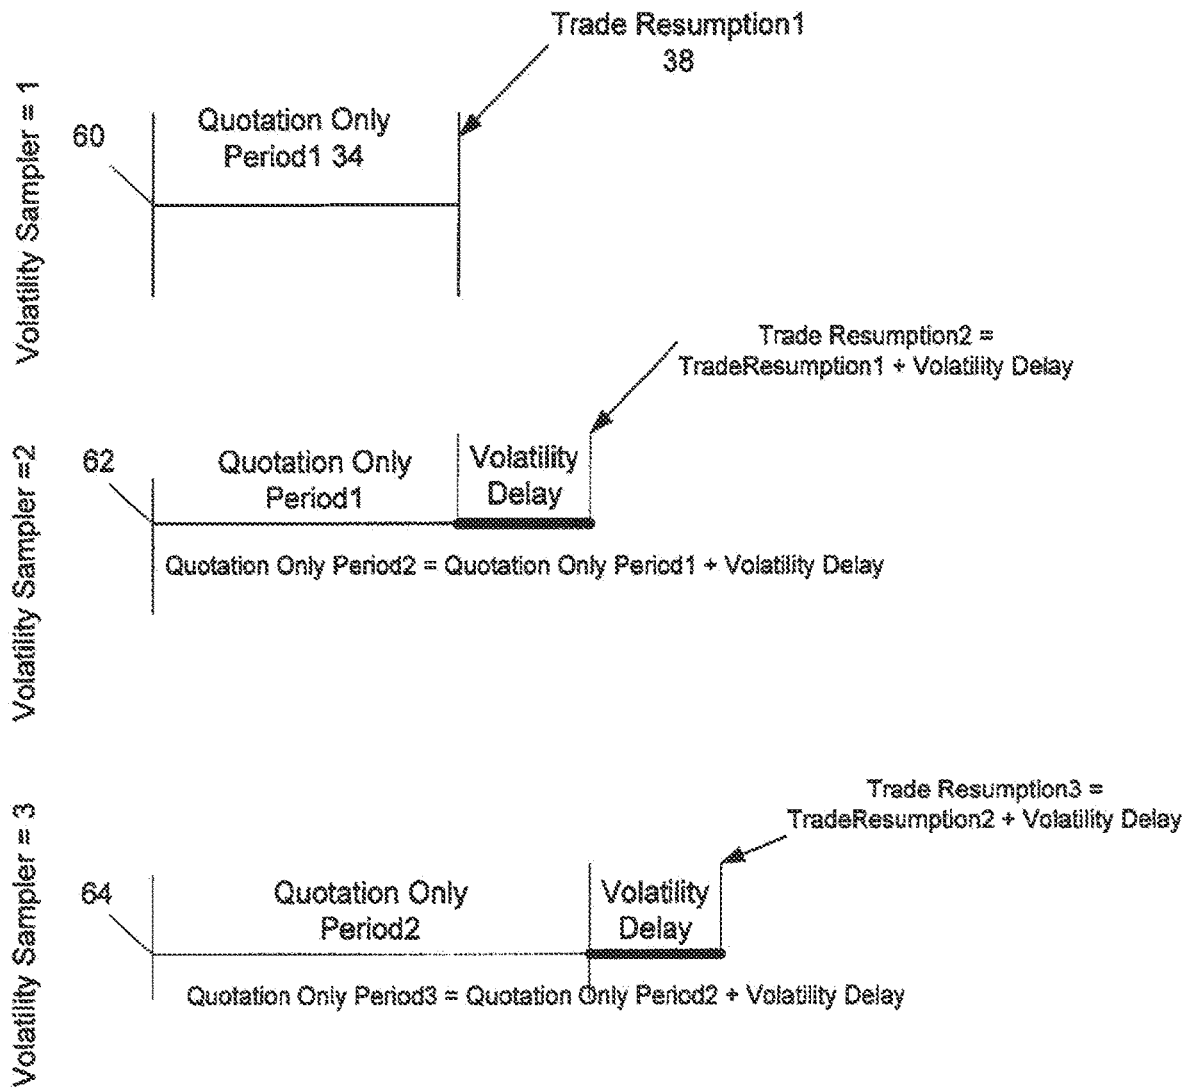 Volatility Sampler = 1
60
Quotation Only
Period1 34
Trade Resumption1
38
Volatility Sampler =2
62
Quotation Only
Period1
Volatility
Delay
Trade Resumption2 =
TradeResumption1 + Volatility Delay
Quotation Only Period2 = Quotation Only Period1 + Volatility Delay
Volatility Sampler = 3
64
Quotation Only
Period2
Volatility
Delay
Trade Resumption3 =
TradeResumption2 + Volatility Delay
Quotation Only Period3 = Quotation Only Period2 + Volatility Delay